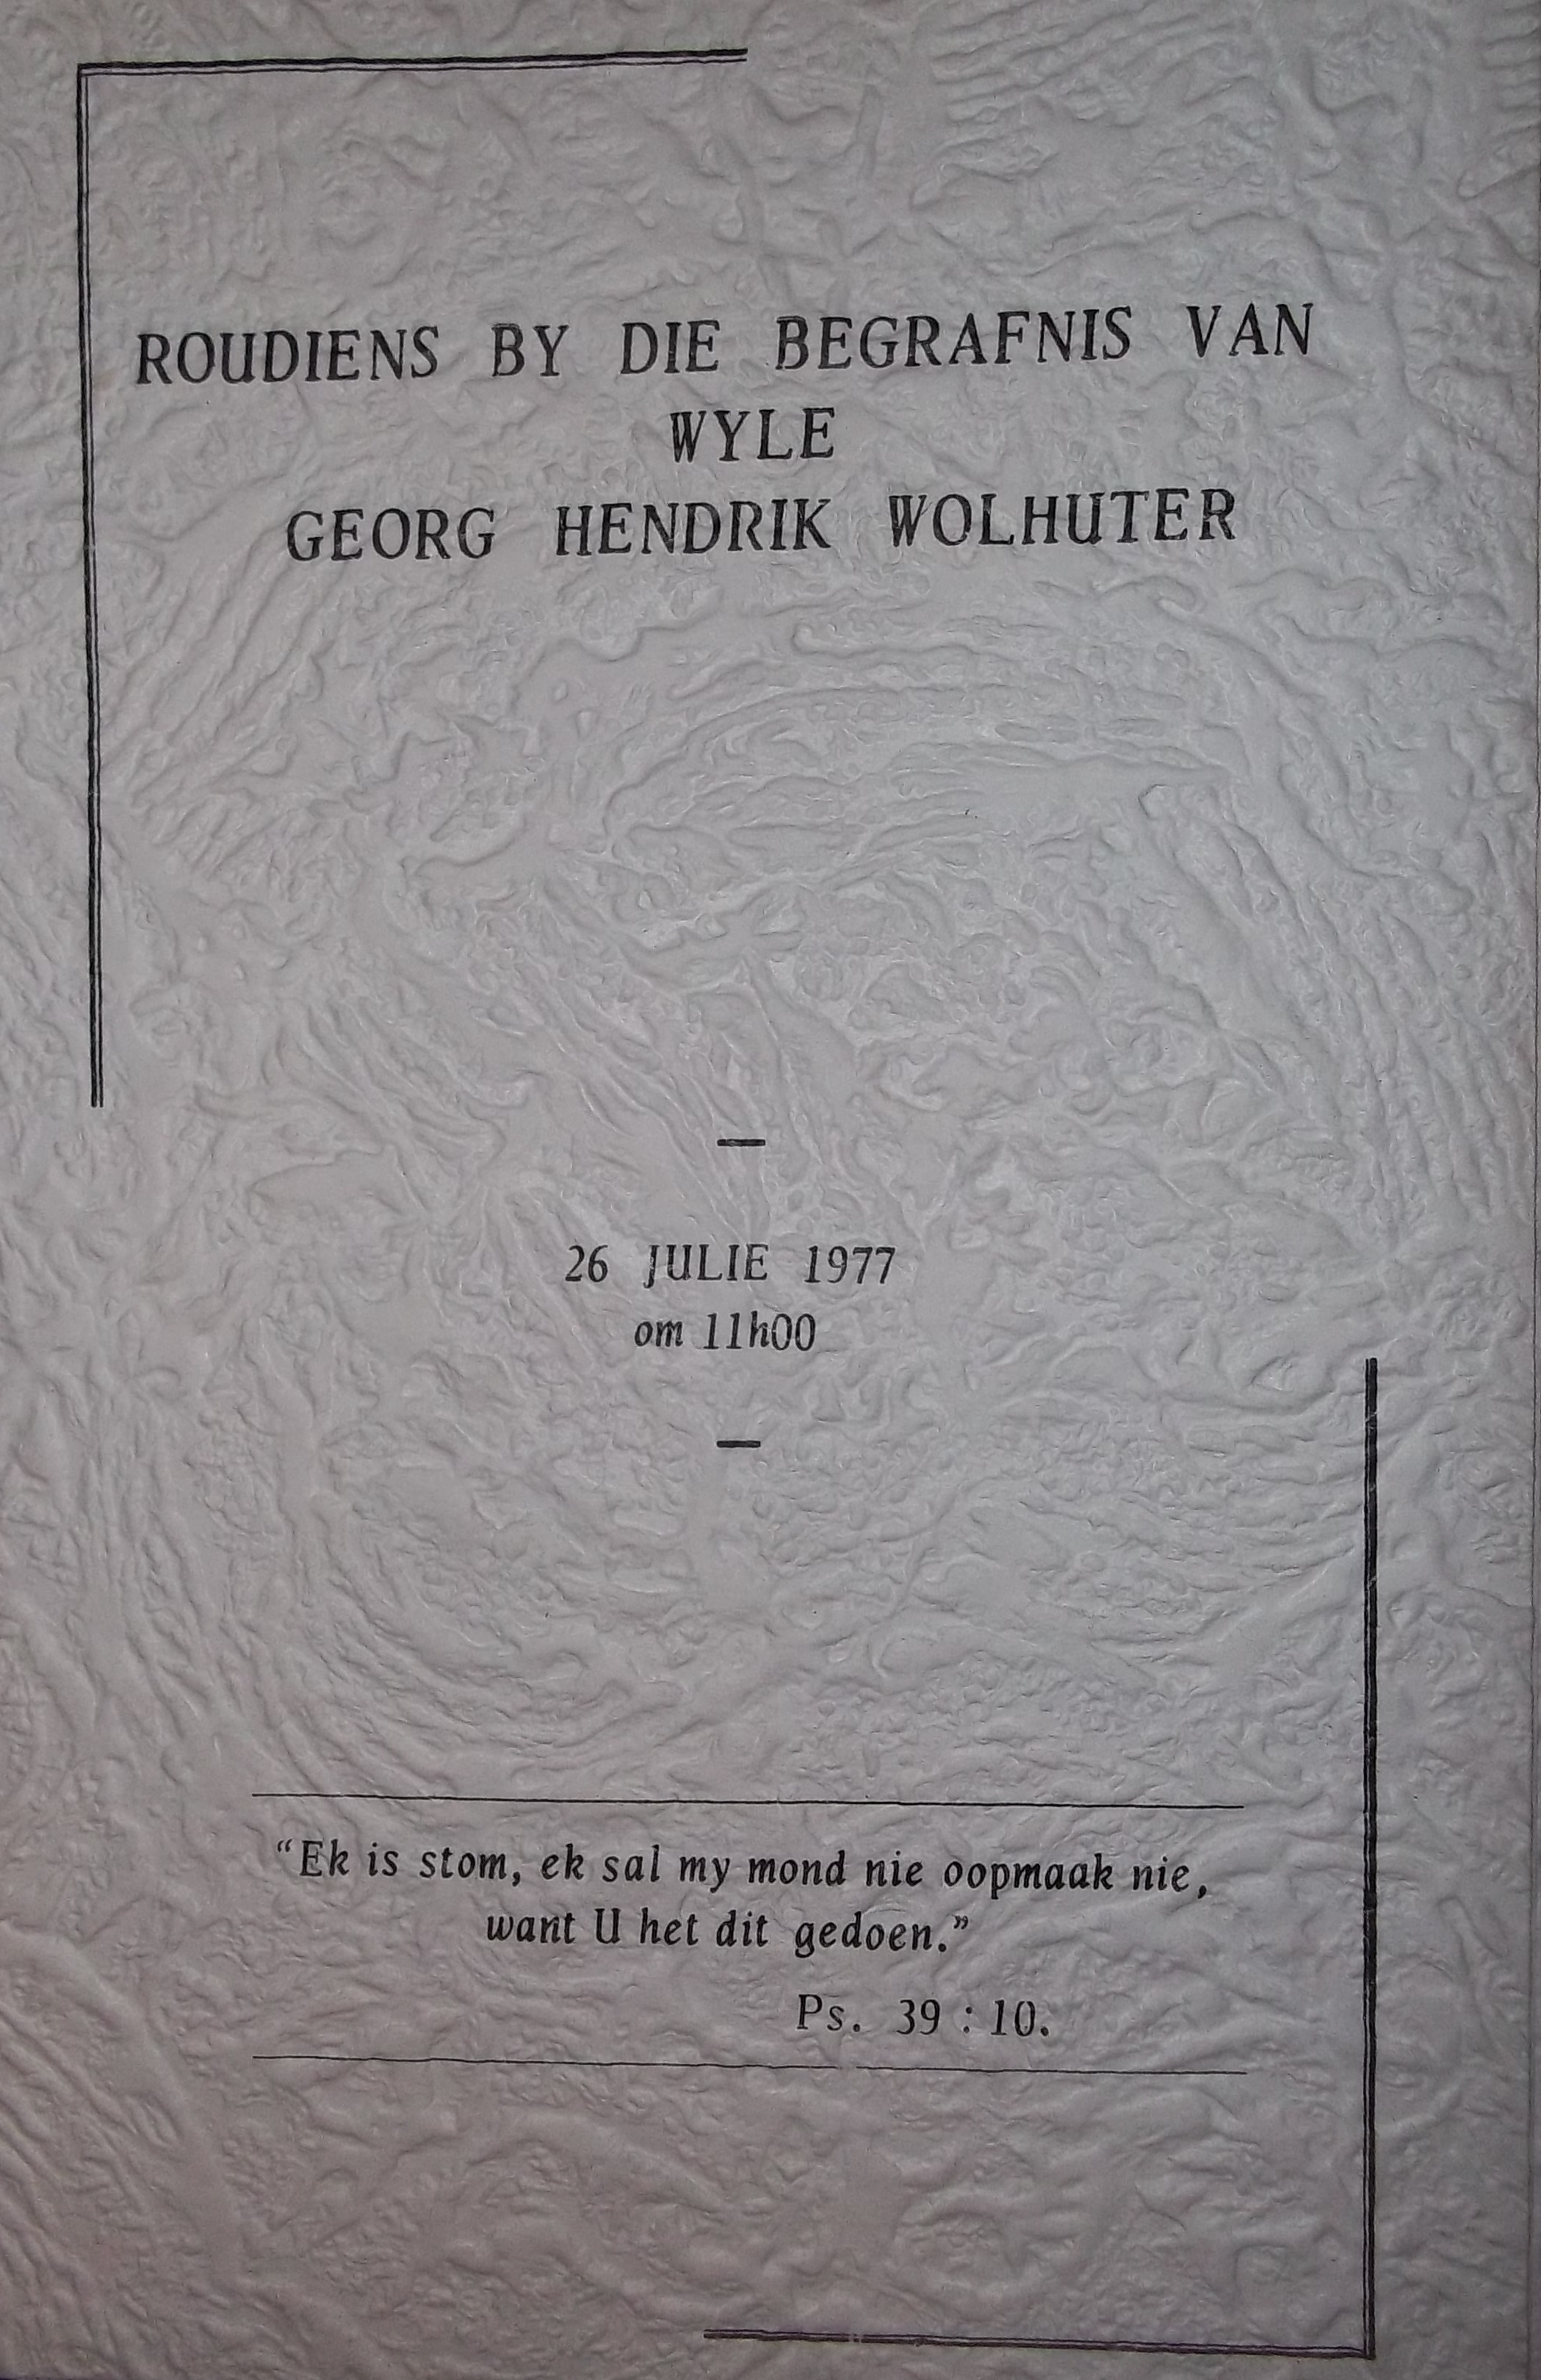 ROUDIENS BY DIE BEGRAFNIS VAN
WYLE
GEORG HENDRIK WOLHUTER
26 JULIE 1977
om 11h00
“Ek is stom, ek sal my mond nie oopmaak nie,
want U het dit gedoen.”
Ps. 39 : 10.